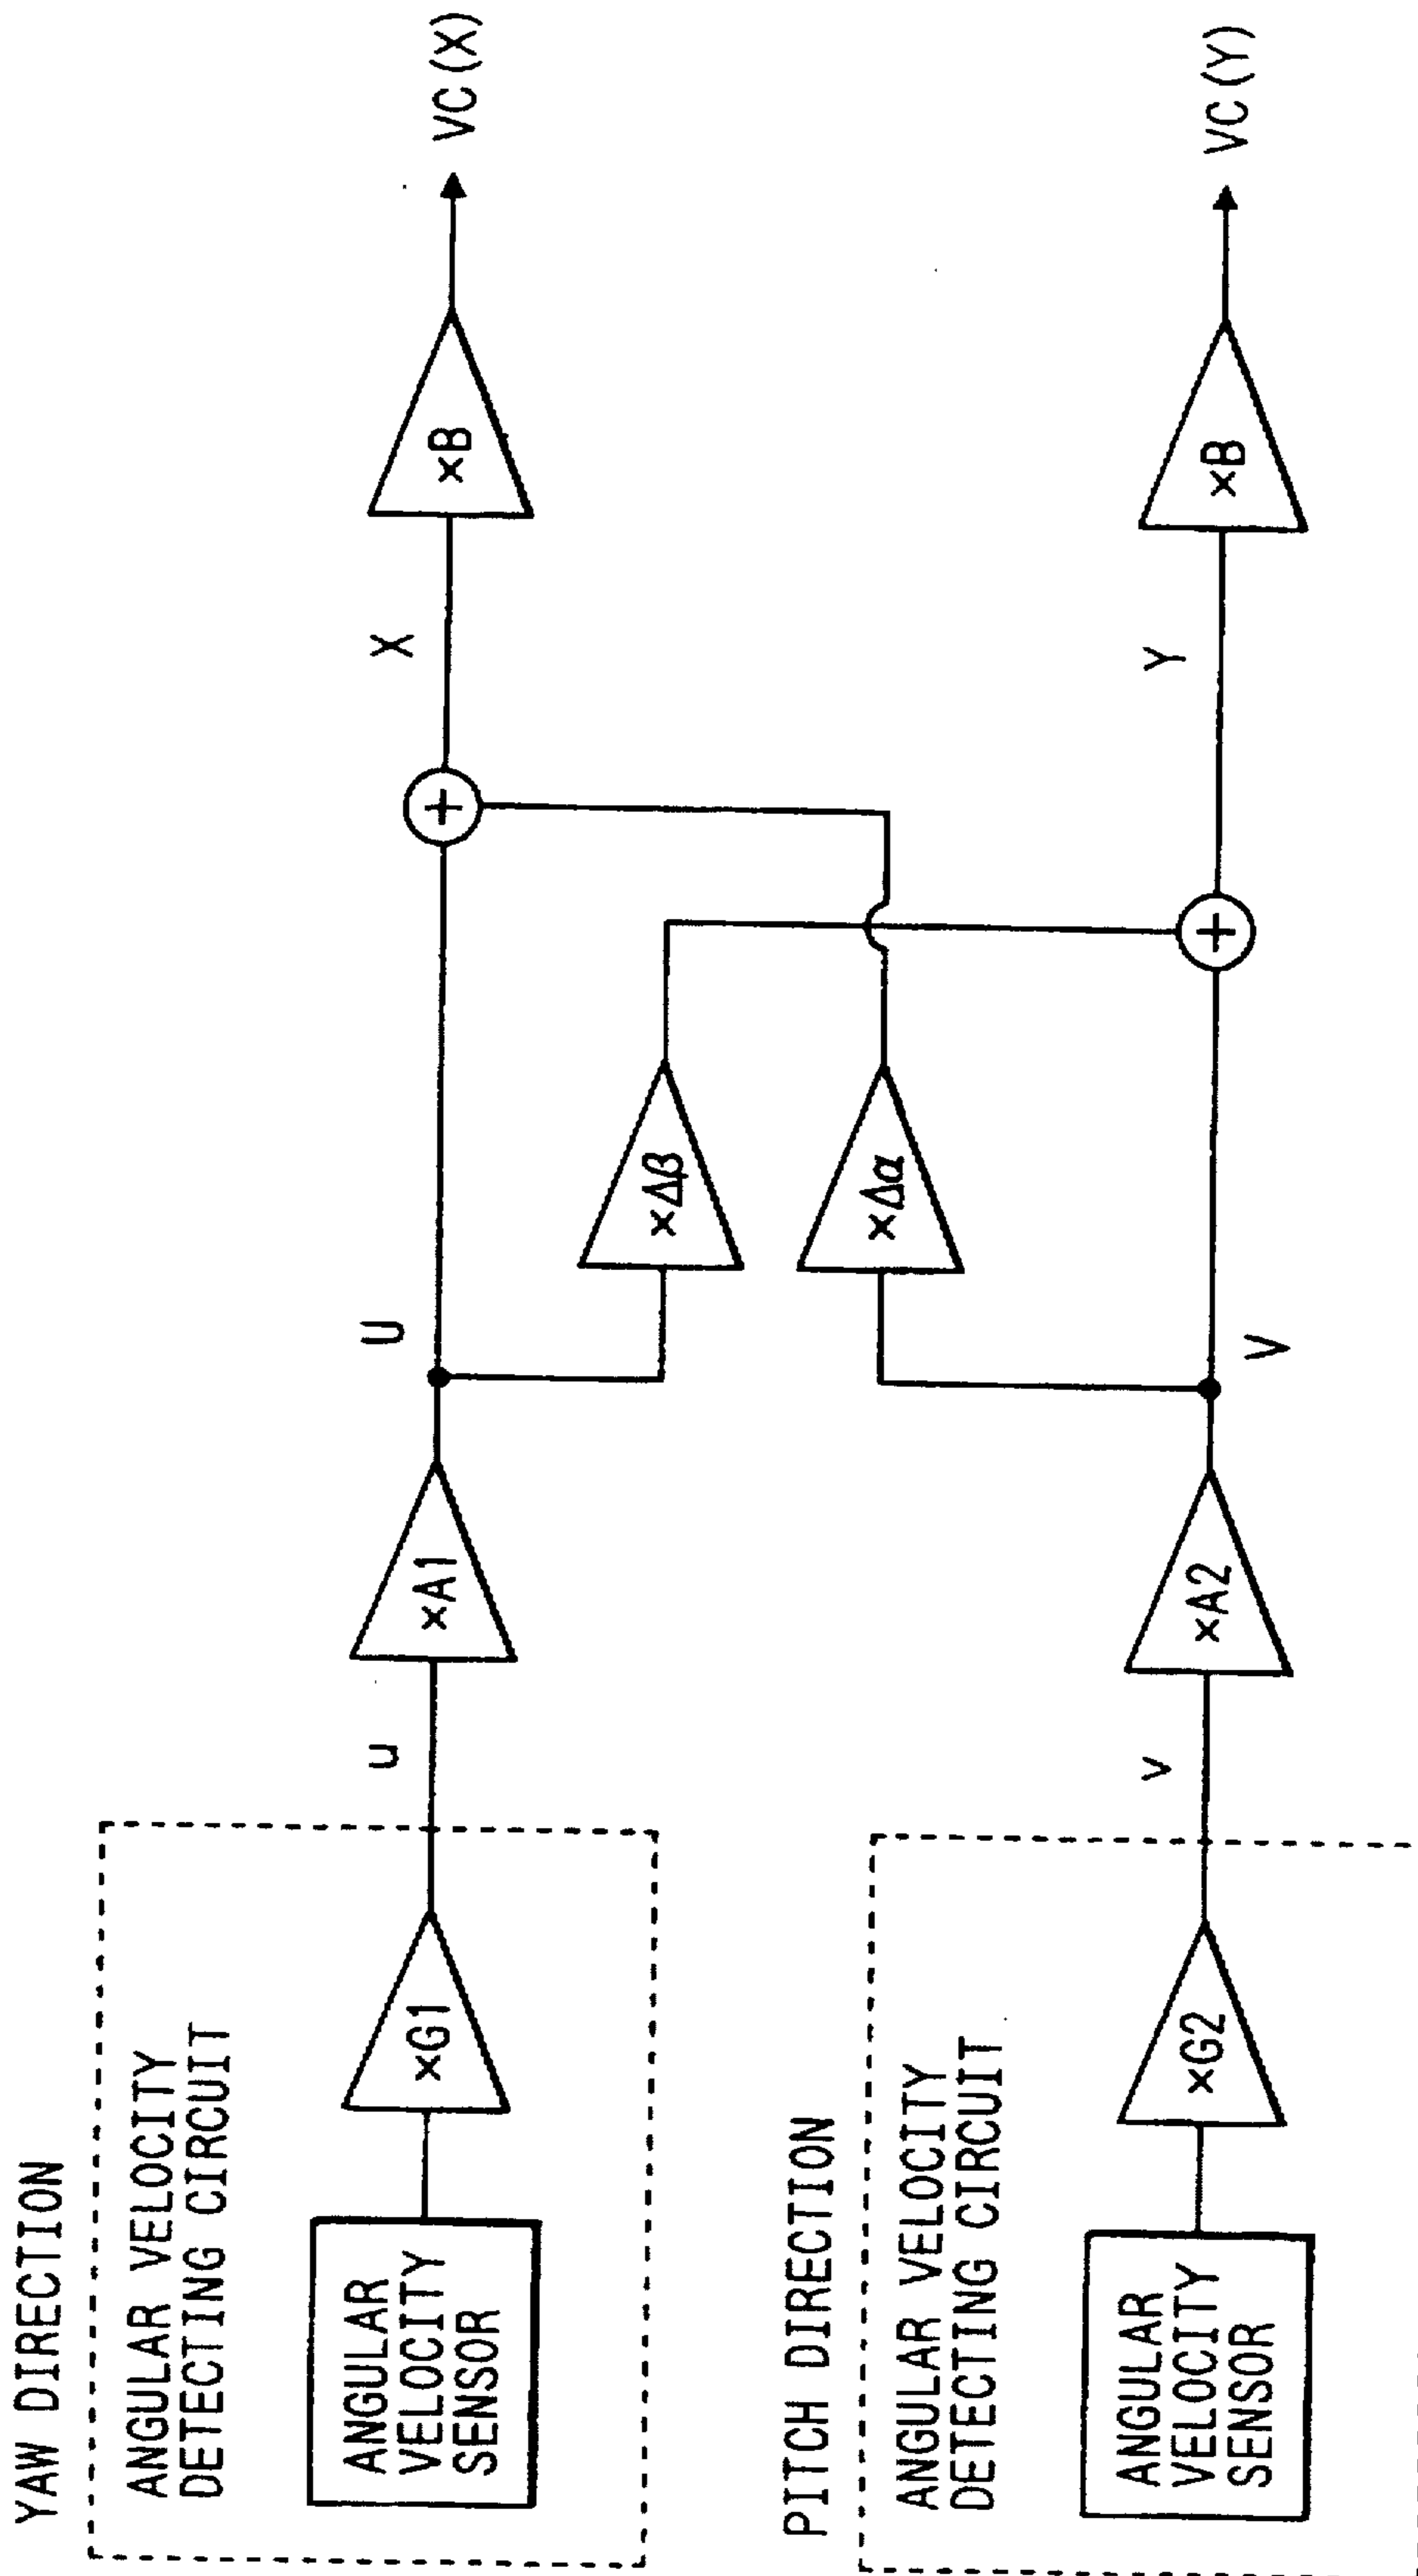 YAW DIRECTION
ANGULAR VELOCITY
DETECTING CIRCUIT
ANGULAR
VELOCITY
SENSOR
×G1
u
×A1
U
×Δβ
X
×B
VC(X)
PITCH DIRECTION
ANGULAR VELOCITY
DETECTING CIRCUIT
ANGULAR
VELOCITY
SENSOR
×G2
v
×A2
V
×Δα
Y
×B
VC(Y)
+
+